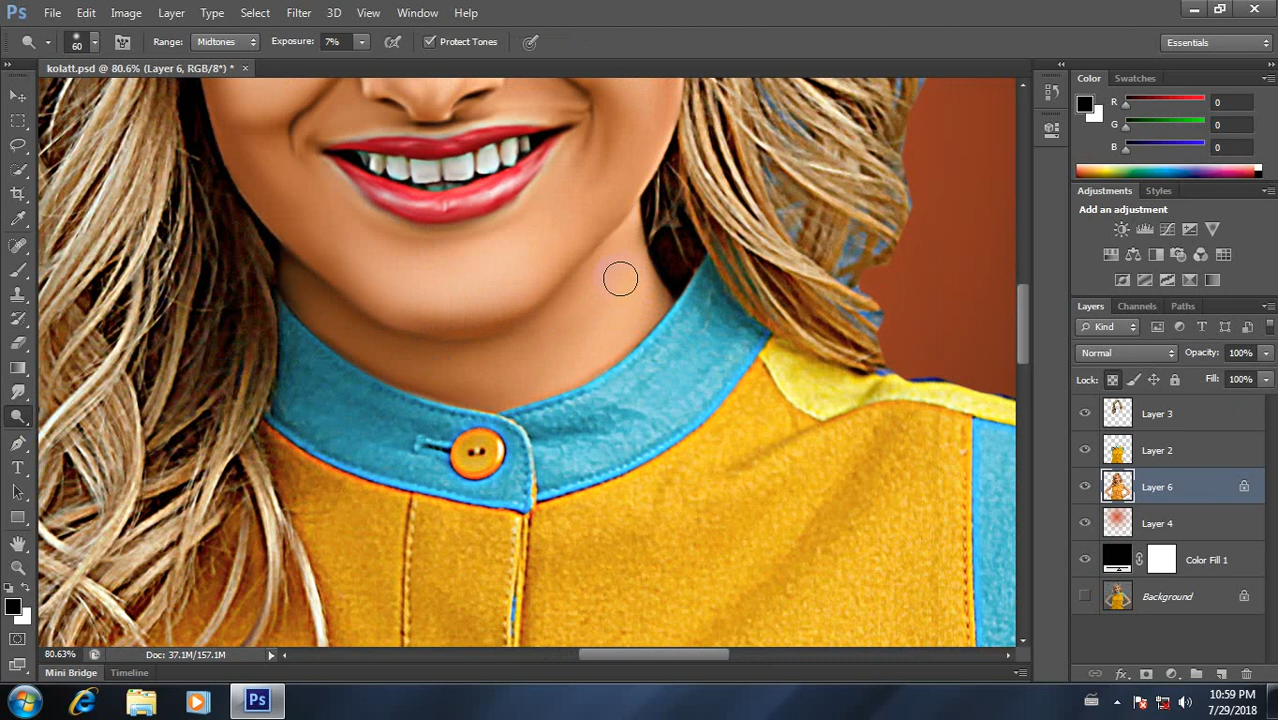 Ps File Edit Image Layer Type Select Filter 3D View Window Help
60 Range: Midtones Exposure: 7% Protect Tones Essentials
kolatt.psd @ 80.6% (Layer 6, RGB/8*) * ×
Color Swatches
R 0
G 0
B 0
Adjustments Styles
Add an adjustment
Layers Channels Paths
Kind
Normal Opacity: 100%
Lock: Fill: 100%
Layer 3
Layer 2
Layer 6
Layer 4
Color Fill 1
Background
T
80.63% Doc: 37.1M/157.1M
Mini Bridge Timeline
Ps
10:59 PM
7/29/2018